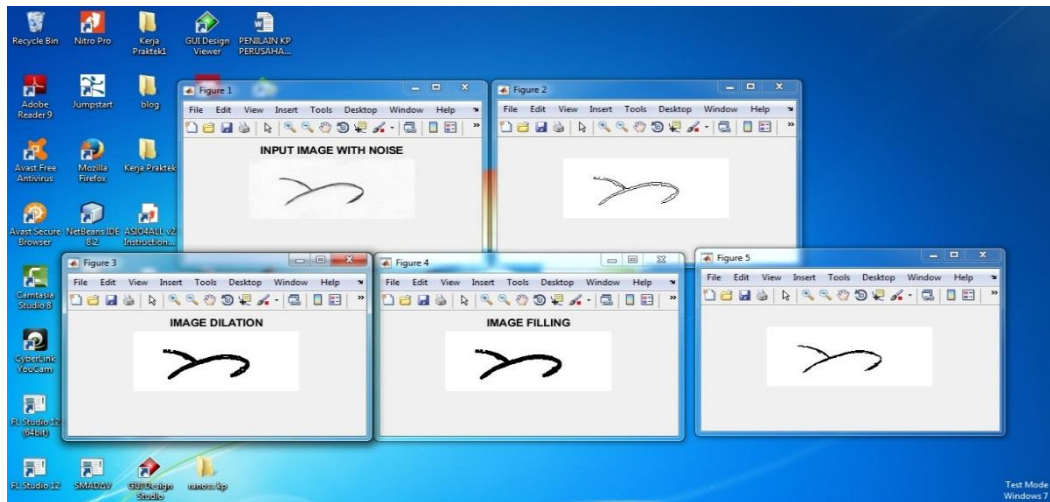 Recycle Bin
Nitro Pro
Kerja
Praktek1
GUI Design
Viewer
PENILAIN KP
PERUSAHA...
Adobe
Reader 9
Jumpstart
blog
Avast Free
Antivirus
Mozilla
Firefox
Kerja Praktek
Avast Secure
Browser
NetBeans IDE
8.2
ASIO4ALL v2
Instruction...
Camtasia
Studio 8
CyberLink
YouCam
FL Studio 12
(64bit)
FL Studio 12
SMADAV
GUI Design
Studio
Figure 1
File Edit View Insert Tools Desktop Window Help
INPUT IMAGE WITH NOISE
Figure 2
File Edit View Insert Tools Desktop Window Help
Figure 3
File Edit View Insert Tools Desktop Window Help
IMAGE DILATION
Figure 4
File Edit View Insert Tools Desktop Window Help
IMAGE FILLING
Figure 5
File Edit View Insert Tools Desktop Window Help
Test Mode
Windows 7